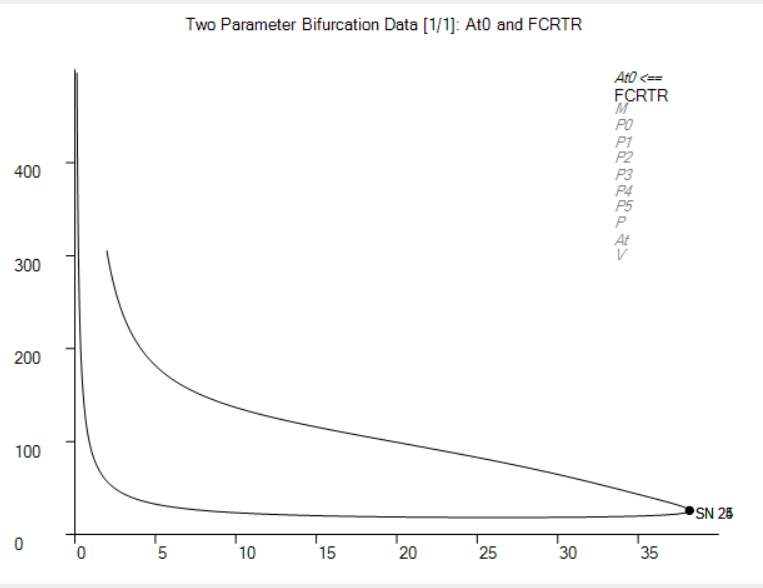 Two Parameter Bifurcation Data [1/1]: At0 and FCRTR
At0 <==
FCRTR
M
P0
P1
P2
P3
P4
P5
P
At
V
400
300
200
100
0
SN
0 5 10 15 20 25 30 35